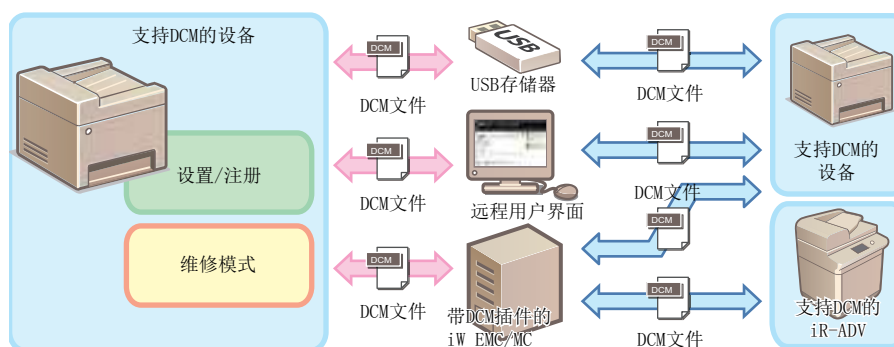 支持DCM的设备
设置/注册
维修模式
DCM
DCM文件
DCM
DCM文件
DCM
DCM文件
USB
USB存储器
远程用户界面
带DCM插件的
iW EMC/MC
DCM
DCM文件
DCM
DCM文件
DCM
DCM
DCM文件
支持DCM的
设备
支持DCM的
iR-ADV